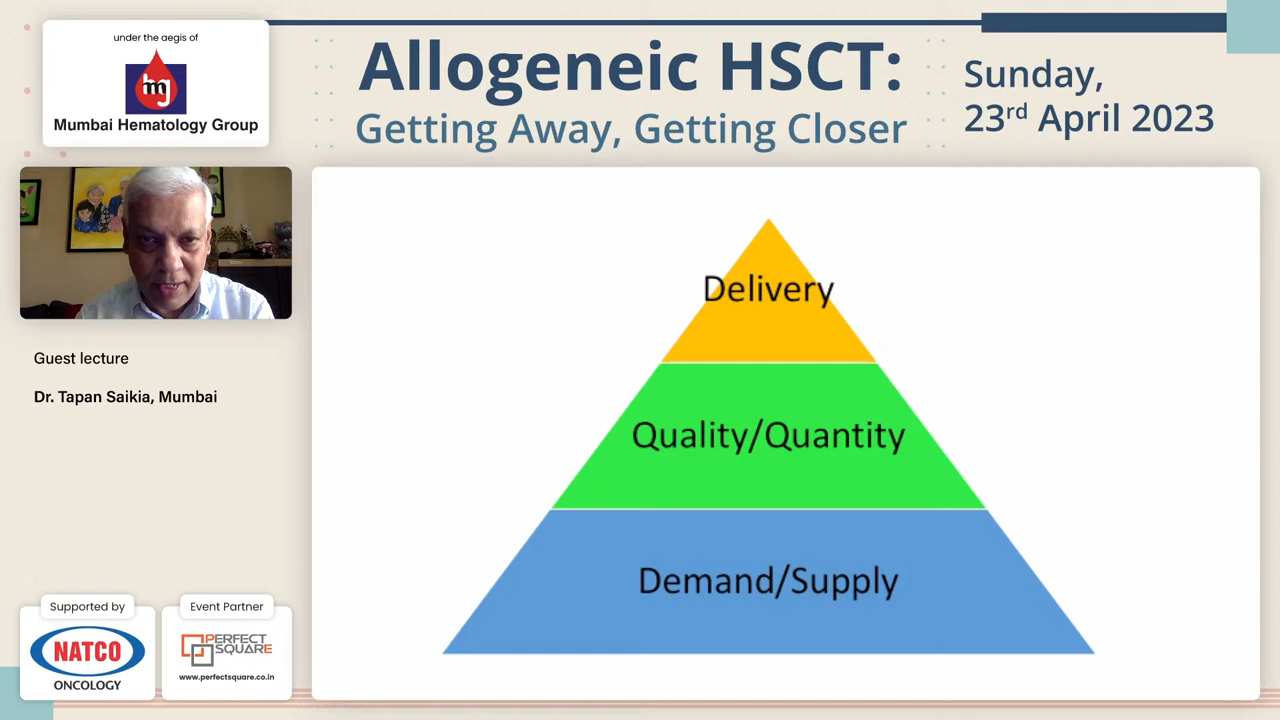 under the aegis of
hg
Mumbai Hematology Group
Allogeneic HSCT:
Getting Away, Getting Closer
Sunday,
23rd April 2023
Guest lecture
Dr. Tapan Saikia, Mumbai
Delivery
Quality/Quantity
Demand/Supply
Supported by
NATCO
ONCOLOGY
Event Partner
PERFECT
SQUARE
www.perfectsquare.co.in